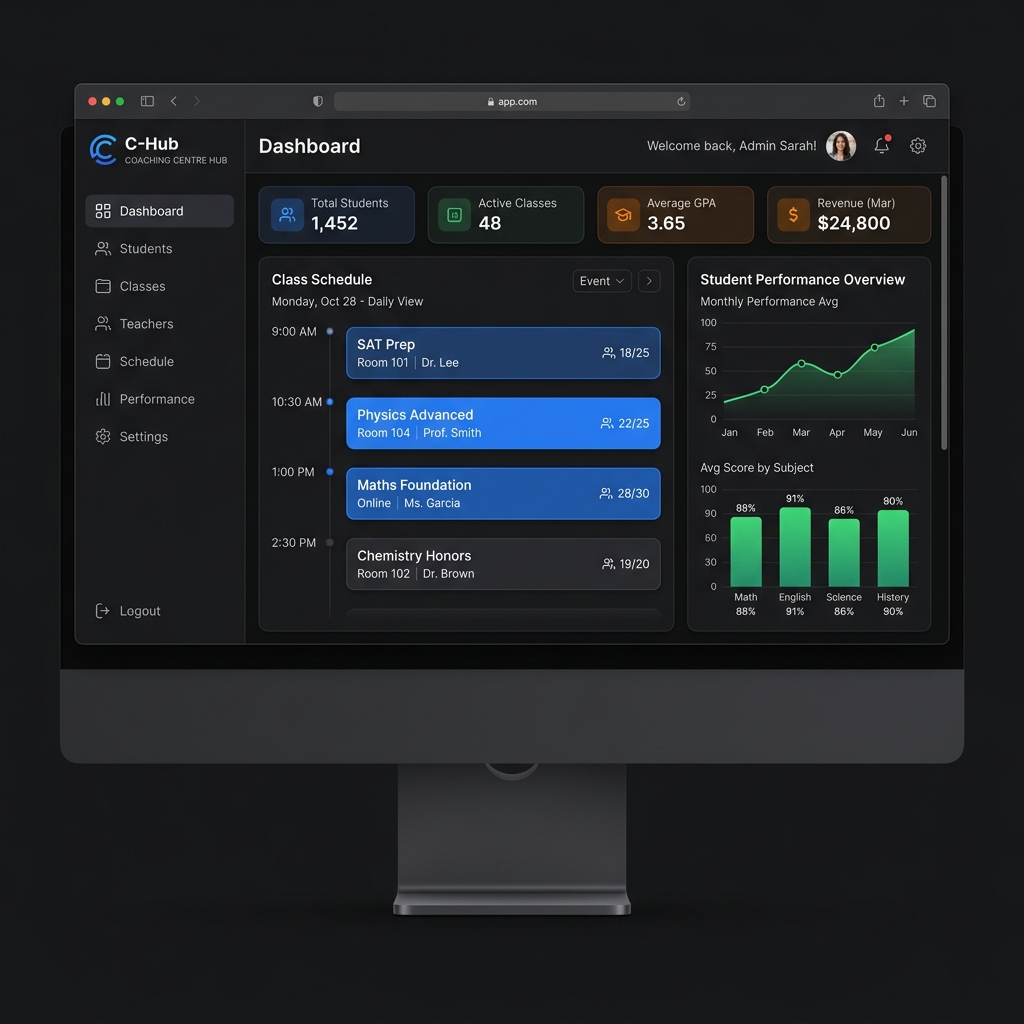 app.com
C-Hub
COACHING CENTRE HUB
Dashboard
Students
Classes
Teachers
Schedule
Performance
Settings
Logout
Dashboard
Welcome back, Admin Sarah!
Total Students
1,452
Active Classes
48
Average GPA
3.65
Revenue (Mar)
$24,800
Class Schedule
Event
Monday, Oct 28 - Daily View
9:00 AM
SAT Prep
Room 101 | Dr. Lee
18/25
10:30 AM
Physics Advanced
Room 104 | Prof. Smith
22/25
1:00 PM
Maths Foundation
Online | Ms. Garcia
28/30
2:30 PM
Chemistry Honors
Room 102 | Dr. Brown
19/20
Student Performance Overview
Monthly Performance Avg
100
75
50
25
0
Jan Feb Mar Apr May Jun
Avg Score by Subject
100
90
60
30
0
88% 91% 86% 90%
Math English Science Histery
88% 91% 86% 90%